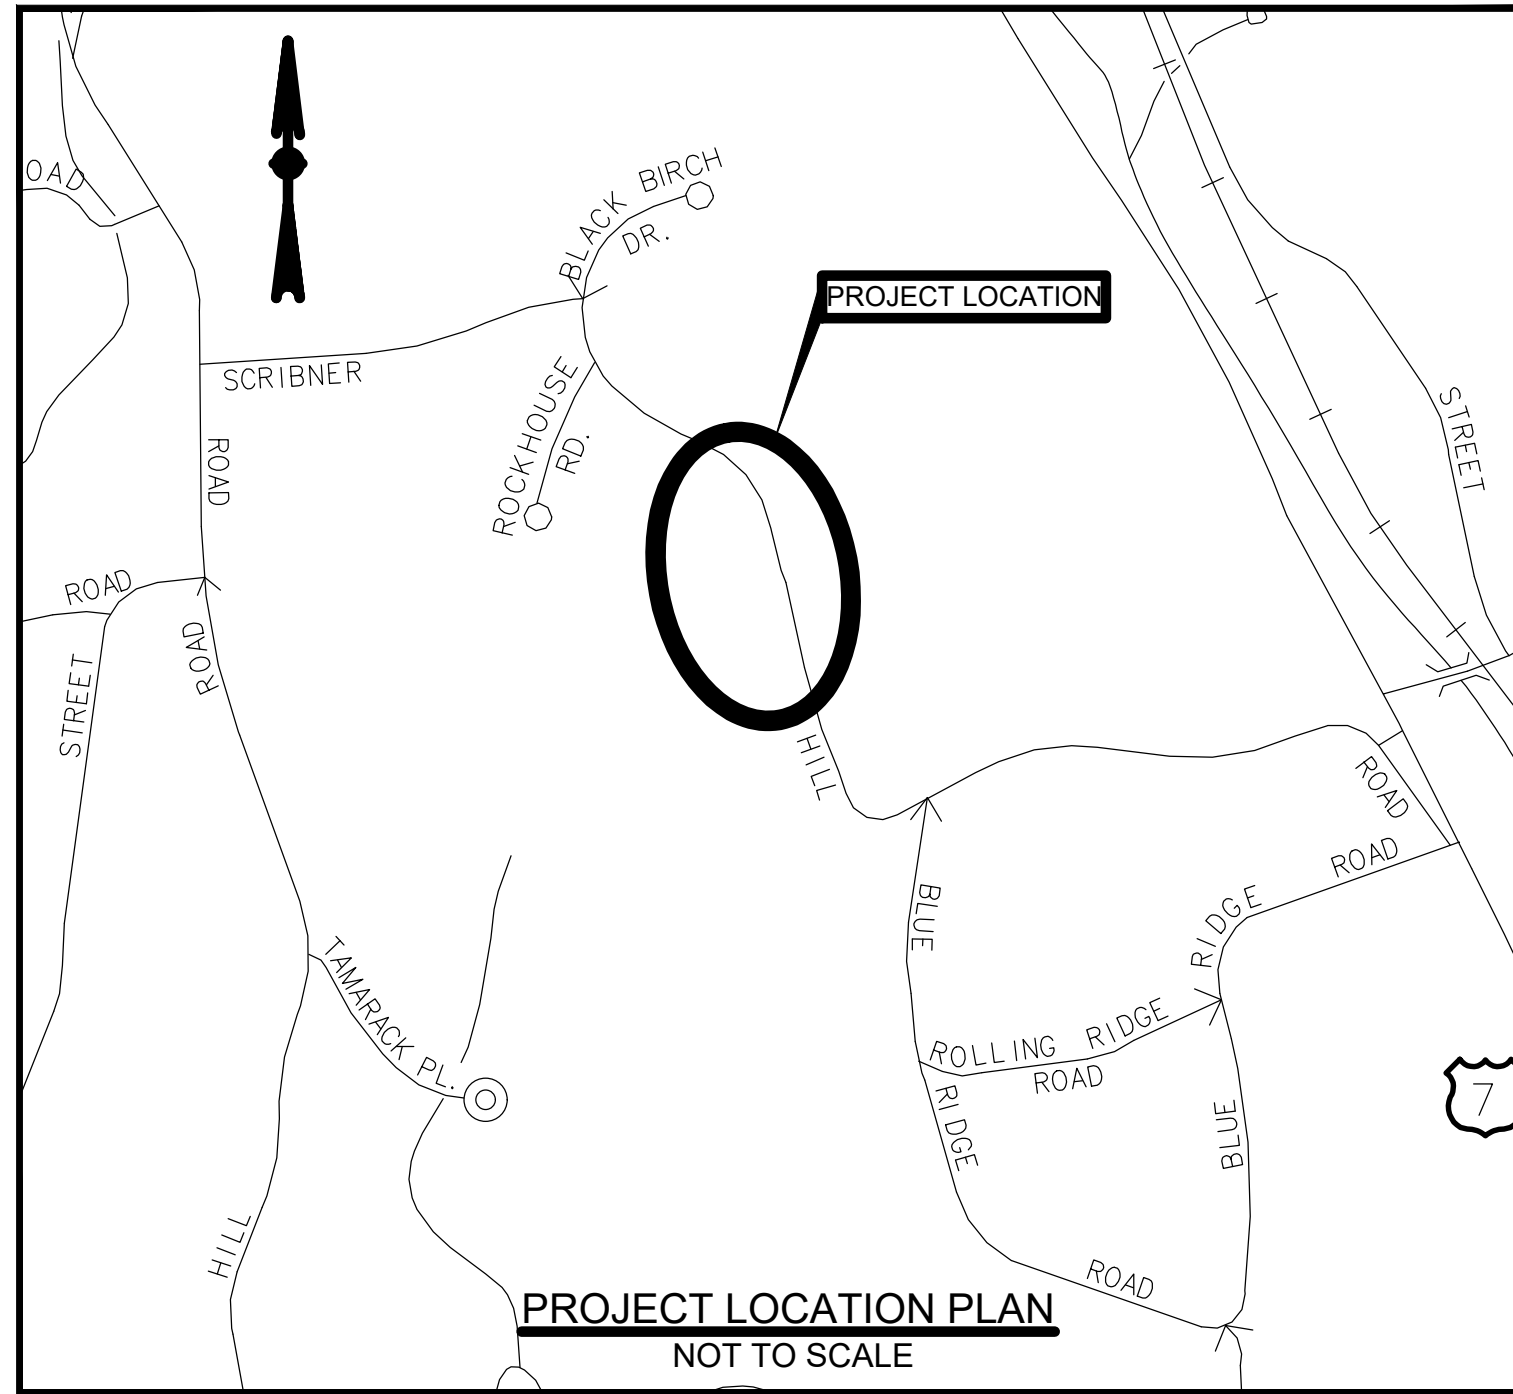 OAD
BLACK BIRCH
DR.
PROJECT LOCATION
SCRIBNER
ROCKHOUSE
RD.
ROAD
STREET
ROAD
ROAD
STREET
HILL
ROAD
ROAD
BLUE
RIDGE
TAMARACK PL.
ROLLING RIDGE
ROAD
RIDGE
BLUE
7
HILL
ROAD
PROJECT LOCATION PLAN
NOT TO SCALE